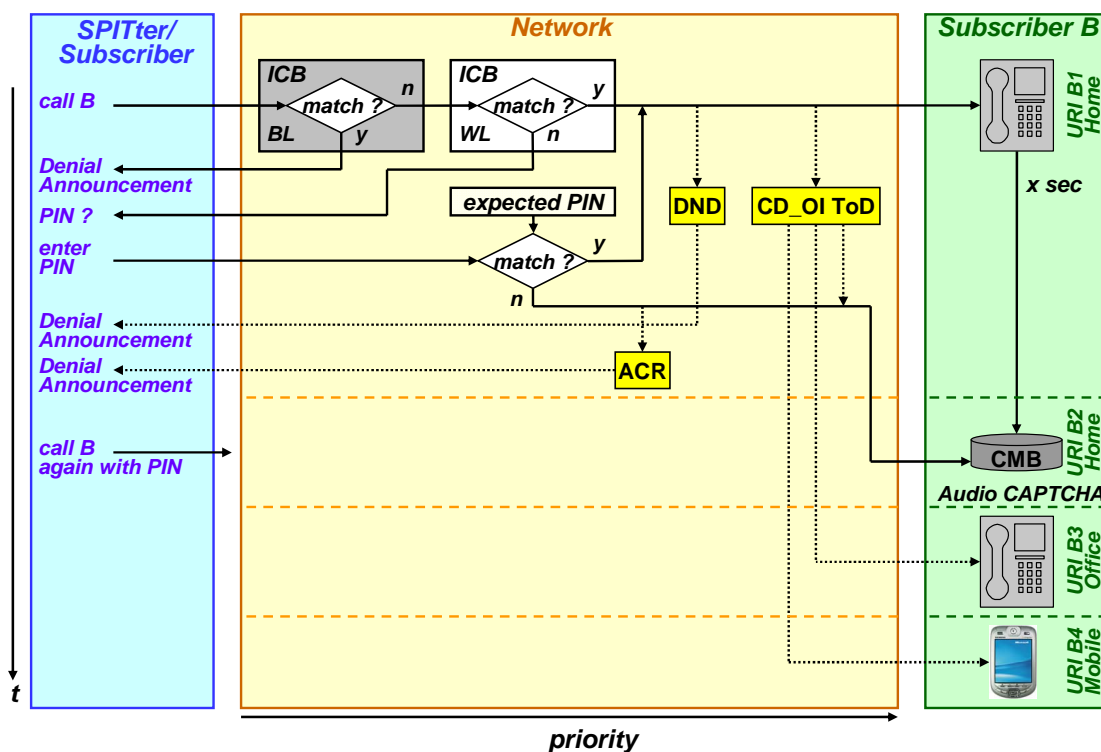 SPITter/
Subscriber
Network
Subscriber B
ICB
match ?
n
BL
y
ICB
match ?
y
WL
n
call B
URI B1
Home
Denial
Announcement
x sec
PIN ?
expected PIN
DND
CD_OI ToD
enter
PIN
match ?
y
n
Denial
Announcement
Denial
Announcement
ACR
call B
again with PIN
CMB
URI B2
Home
Audio CAPTCHA
URI B3
Office
URI B4
Mobile
t
priority